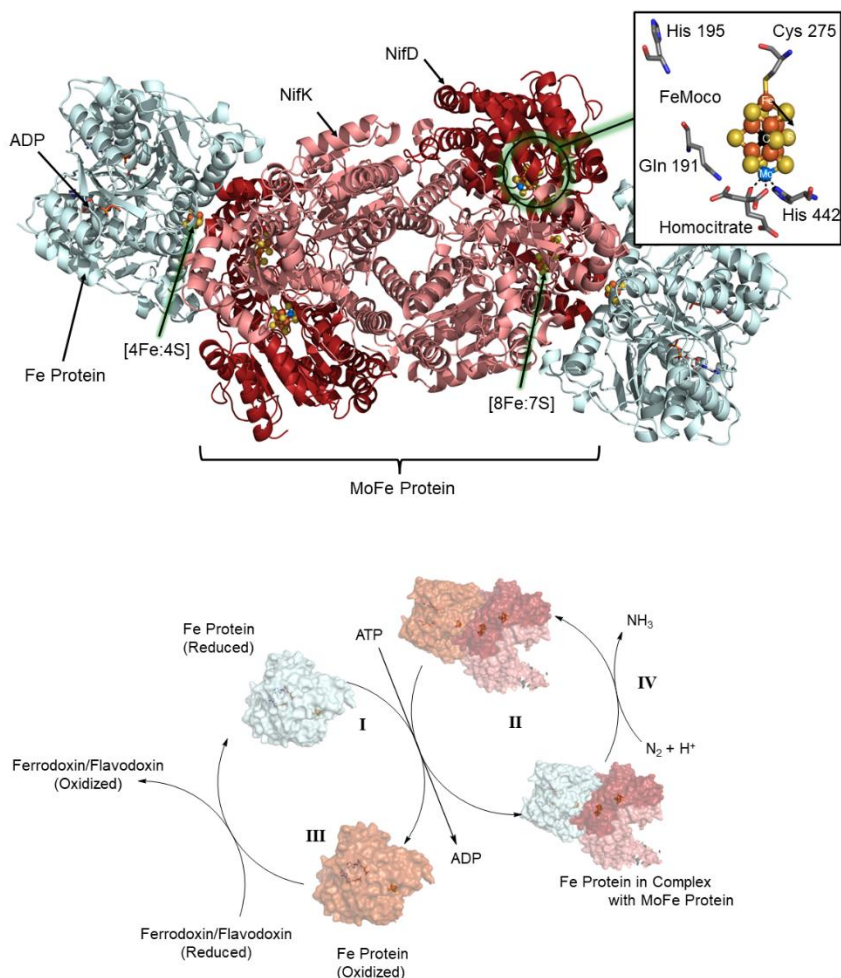 His 195
Cys 275
NifD
FeMoco
NifK
Fe
C
ADP
Gln 191
Mo
His 442
Homocitrate
[4Fe:4S]
Fe Protein
[8Fe:7S]
MoFe Protein
NH₃
ATP
Fe Protein
(Reduced)
IV
I
II
N₂ + H⁺
Ferrodoxin/Flavodoxin
(Oxidized)
III
ADP
Fe Protein in Complex
with MoFe Protein
Ferrodoxin/Flavodoxin
(Reduced)
Fe Protein
(Oxidized)